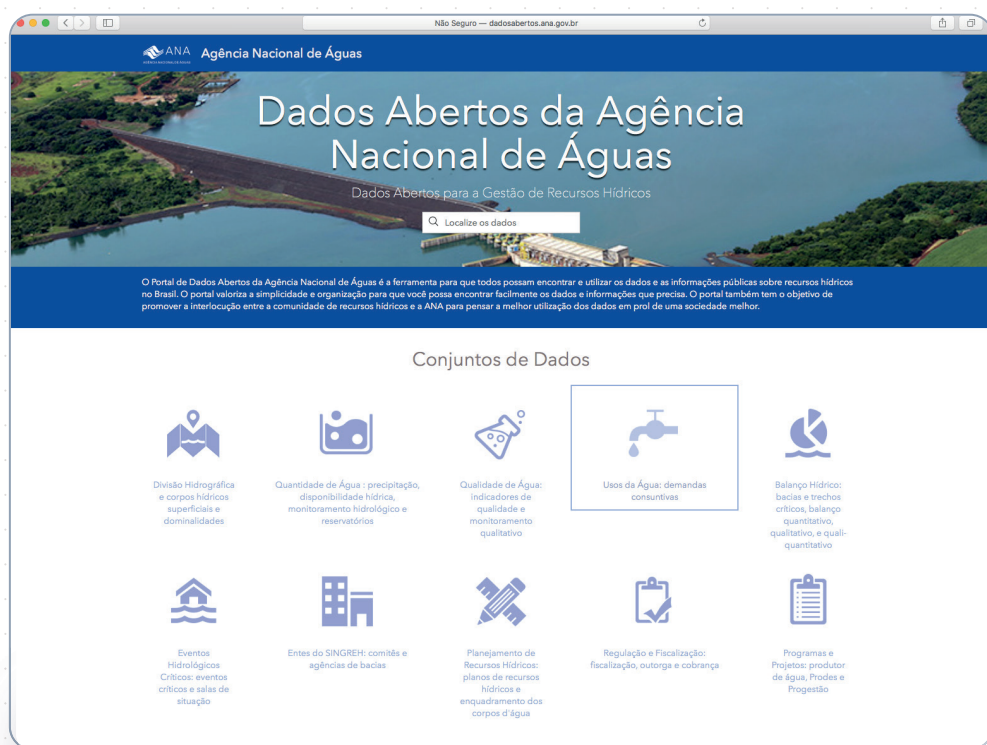 Não Seguro — dadosabertos.ana.gov.br
ANA
Agência Nacional de Águas
Dados Abertos da Agência
Nacional de Águas
Dados Abertos para a Gestão de Recursos Hídricos
Localize os dados
O Portal de Dados Abertos da Agência Nacional de Águas é a ferramenta para que todos possam encontrar e utilizar os dados e as informações públicas sobre recursos hídricos
no Brasil. O portal valoriza a simplicidade e organização para que você possa encontrar facilmente os dados e informações que precisa. O portal também tem o objetivo de
promover a interlocução entre a comunidade de recursos hídricos e a ANA para pensar a melhor utilização dos dados em prol de uma sociedade melhor.
Conjuntos de Dados
Divisão Hidrográfica
e corpos hídricos
superficiais e
dominalidades
Quantidade de Água : precipitação,
disponibilidade hídrica,
monitoramento hidrológico e
reservatórios
Qualidade de Água:
indicadores de
qualidade e
monitoramento
qualitativo
Usos da Água: demandas
consuntivas
Balanço Hídrico:
bacias e trechos
críticos, balanço
quantitativo,
qualitativo, e quali-
quantitativo
Eventos
Hidrológicos
Críticos: eventos
críticos e salas de
situação
Entes do SINGREH: comitês e
agências de bacias
Planejamento de
Recursos Hídricos:
planos de recursos
hídricos e
enquadramento dos
corpos d'água
Regulação e Fiscalização:
fiscalização, outorga e cobrança
Programas e
Projetos: produtor
de água, Prodes e
Progestão